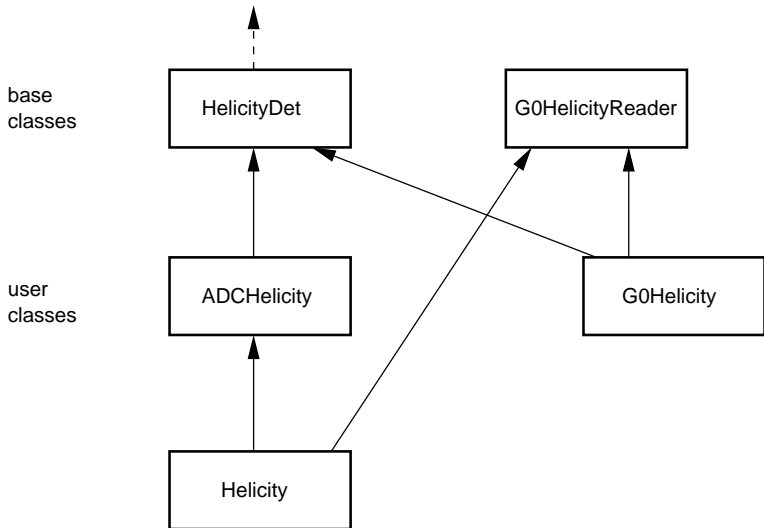 base
classes
HelicityDet
G0HelicityReader
user
classes
ADCHelicity
G0Helicity
Helicity